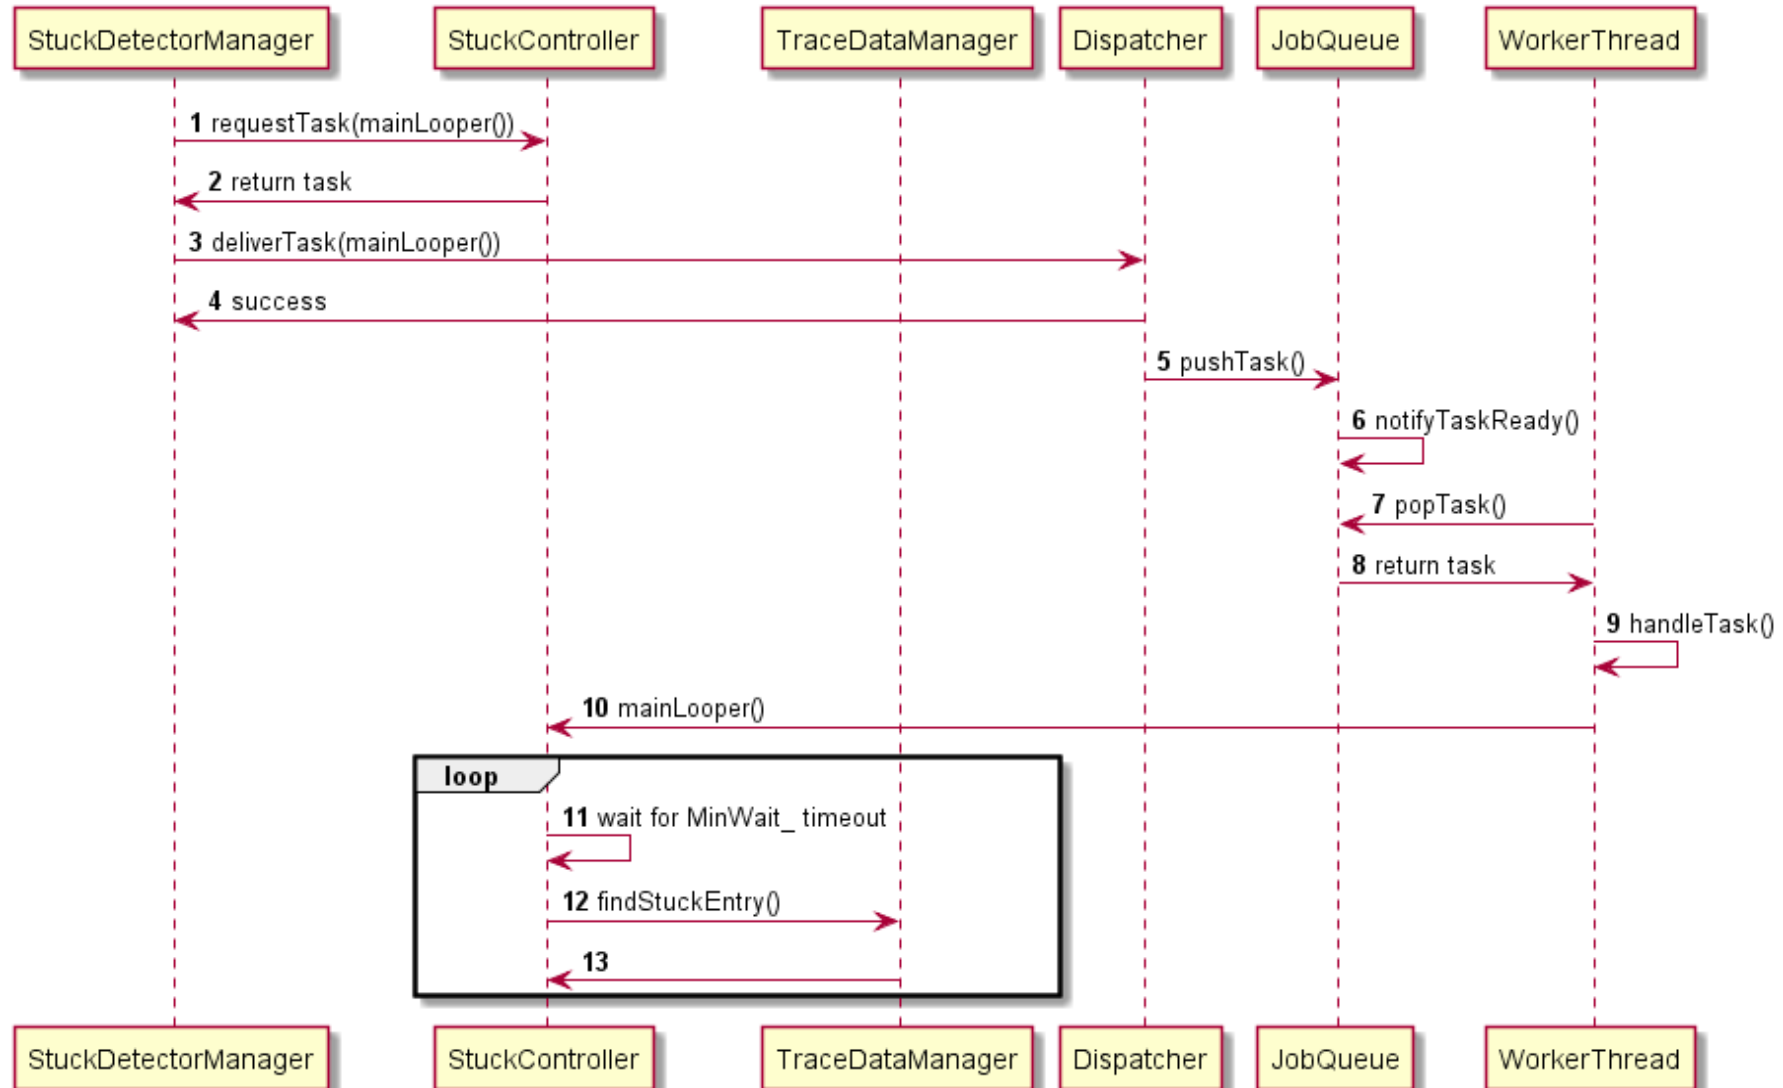 StuckDetectorManager StuckController TraceDataManager Dispatcher JobQueue WorkerThread
1 requestTask(mainLooper())
2 return task
3 deliverTask(mainLooper())
4 success
5 pushTask()
6 notifyTaskReady()
7 popTask()
8 return task
9 handleTask()
10 mainLooper()
loop
11 wait for MinWait_ timeout
12 findStuckEntry()
13
StuckDetectorManager StuckController TraceDataManager Dispatcher JobQueue WorkerThread